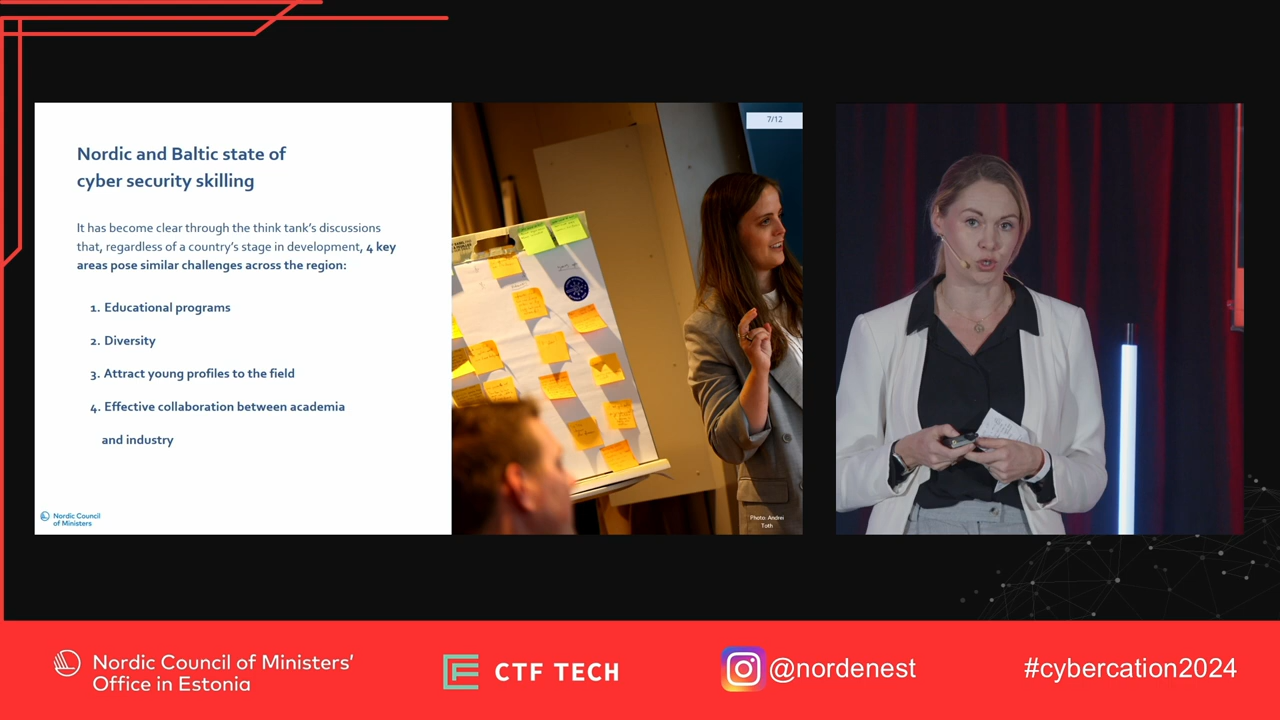 Nordic and Baltic state of
cyber security skilling
It has become clear through the think tank's discussions
that, regardless of a country's stage in development, 4 key
areas pose similar challenges across the region:
1. Educational programs
2. Diversity
3. Attract young profiles to the field
4. Effective collaboration between academia
and industry
Nordic Council
of Ministers
7/12
Photo: Andrei
Toth
Nordic Council of Ministers'
Office in Estonia
CTF TECH
@nordenest
#cybercation2024